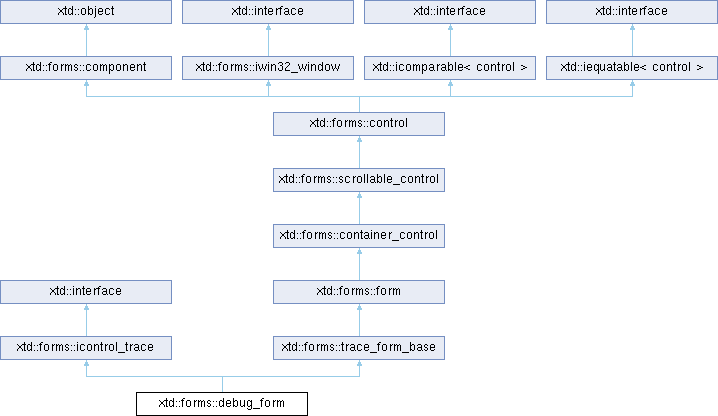 xtd::object
xtd::interface
xtd::interface
xtd::interface
xtd::forms::component
xtd::forms::iwin32_window
xtd::icomparable< control >
xtd::iequatable< control >
xtd::forms::control
xtd::forms::scrollable_control
xtd::forms::container_control
xtd::interface
xtd::forms::form
xtd::forms::icontrol_trace
xtd::forms::trace_form_base
xtd::forms::debug_form